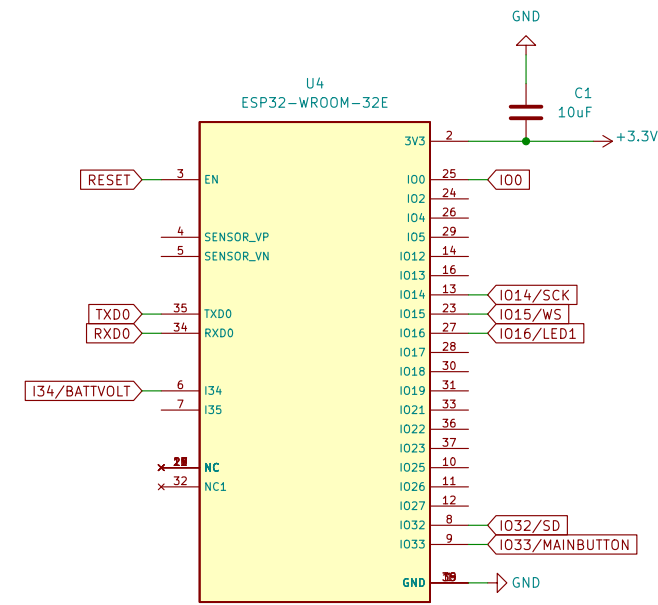 GND
U4
ESP32-WROOM-32E
C1
10uF
3V3 2 +3.3V
RESET 3 EN
IO0 25 IO0
IO2 24
IO4 26
4 SENSOR_VP
IO5 29
5 SENSOR_VN
IO12 14
IO13 16
IO14 13 IO14/SCK
TXD0 35 TXD0
IO15 23 IO15/WS
RXD0 34 RXD0
IO16 27 IO16/LED1
IO17 28
IO18 30
I34/BATTVOLT 6 I34
IO19 31
7 I35
IO21 33
IO22 36
IO23 37
NC
IO25 10
32 NC1
IO26 11
IO27 12
IO32 8 IO32/SD
IO33 9 IO33/MAINBUTTON
GND GND